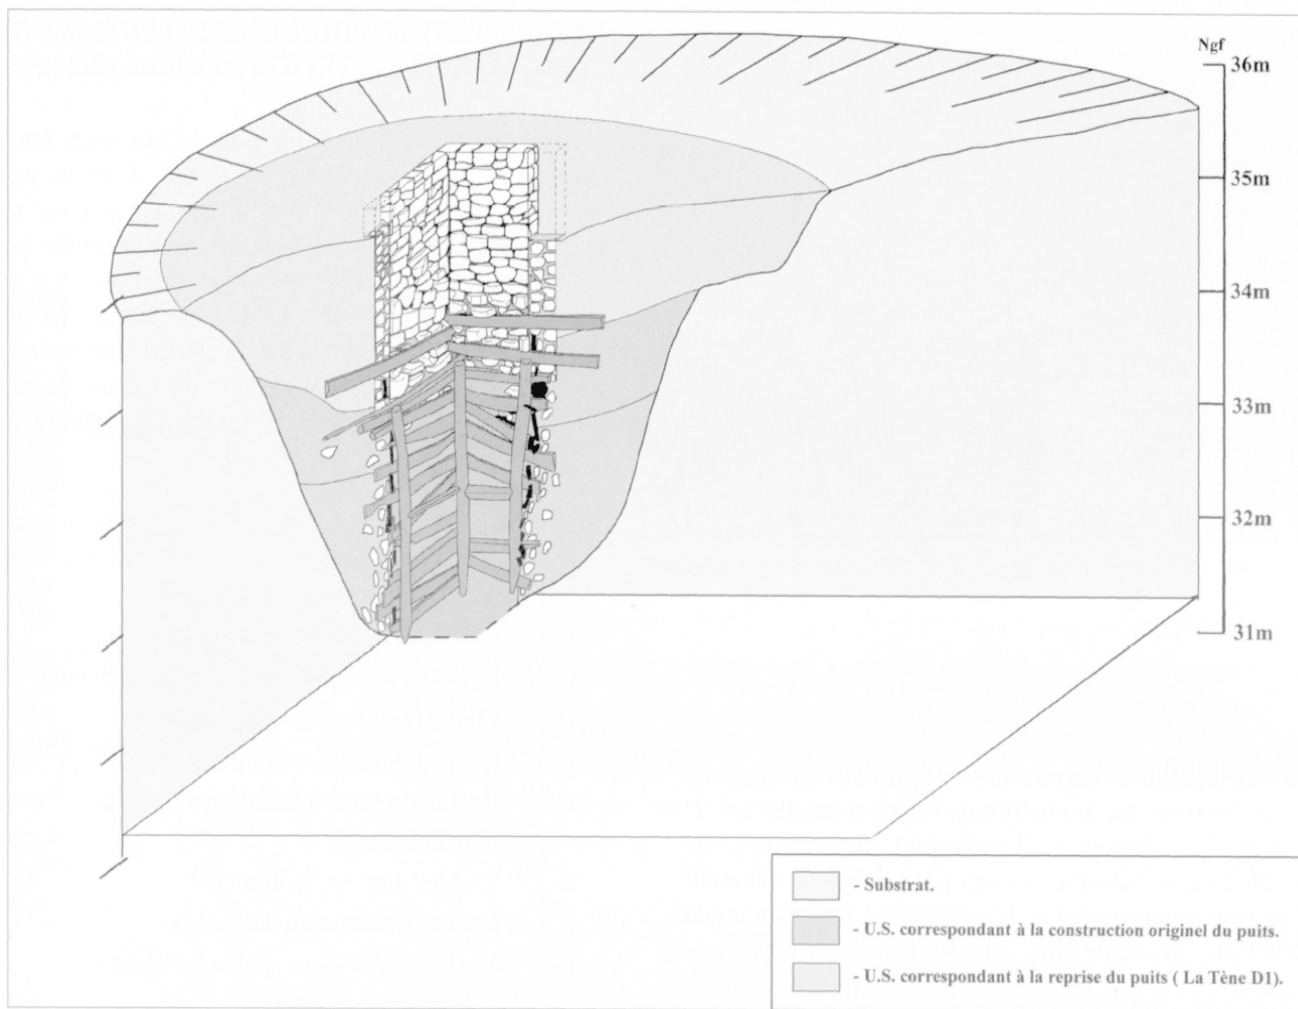 Ngf
36m
35m
34m
33m
32m
31m
- Substrat.
- U.S. correspondant à la construction originel du puits.
- U.S. correspondant à la reprise du puits ( La Tène D1).